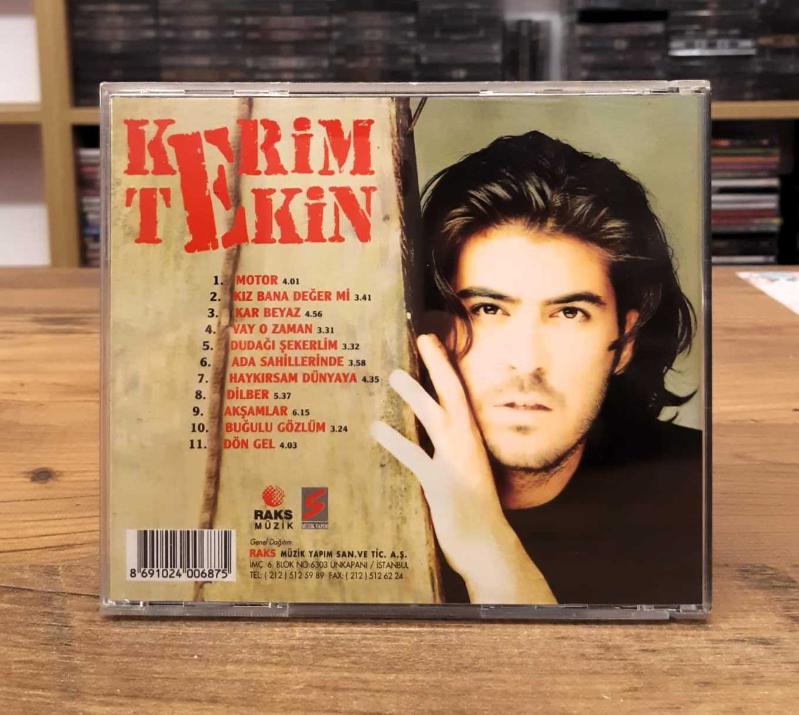 KERİM
TEKİN
1. MOTOR 4.01
2. KIZ BANA DEĞER Mİ 3.41
3. KAR BEYAZ 4.56
4. VAY O ZAMAN 3.31
5. DUDAĞI ŞEKERLİM 3.32
6. ADA SAHİLLERİNDE 3.58
7. HAYKIRSAM DÜNYAYA 4.35
8. DİLBER 5.37
9. AKŞAMLAR 6.15
10. BUĞULU GÖZLÜM 3.24
11. DÖN GEL 4.03
RAKS
MÜZİK
S
MÜZİK YAPIM
Genel Dağıtım
RAKS MÜZİK YAPIM SAN.VE TİC. A.Ş.
İMÇ 6. BLOK NO:6303 UNKAPANI / İSTANBUL
TEL: ( 212 ) 512 59 89 FAX: ( 212 ) 512 62 24
8 691024 006875